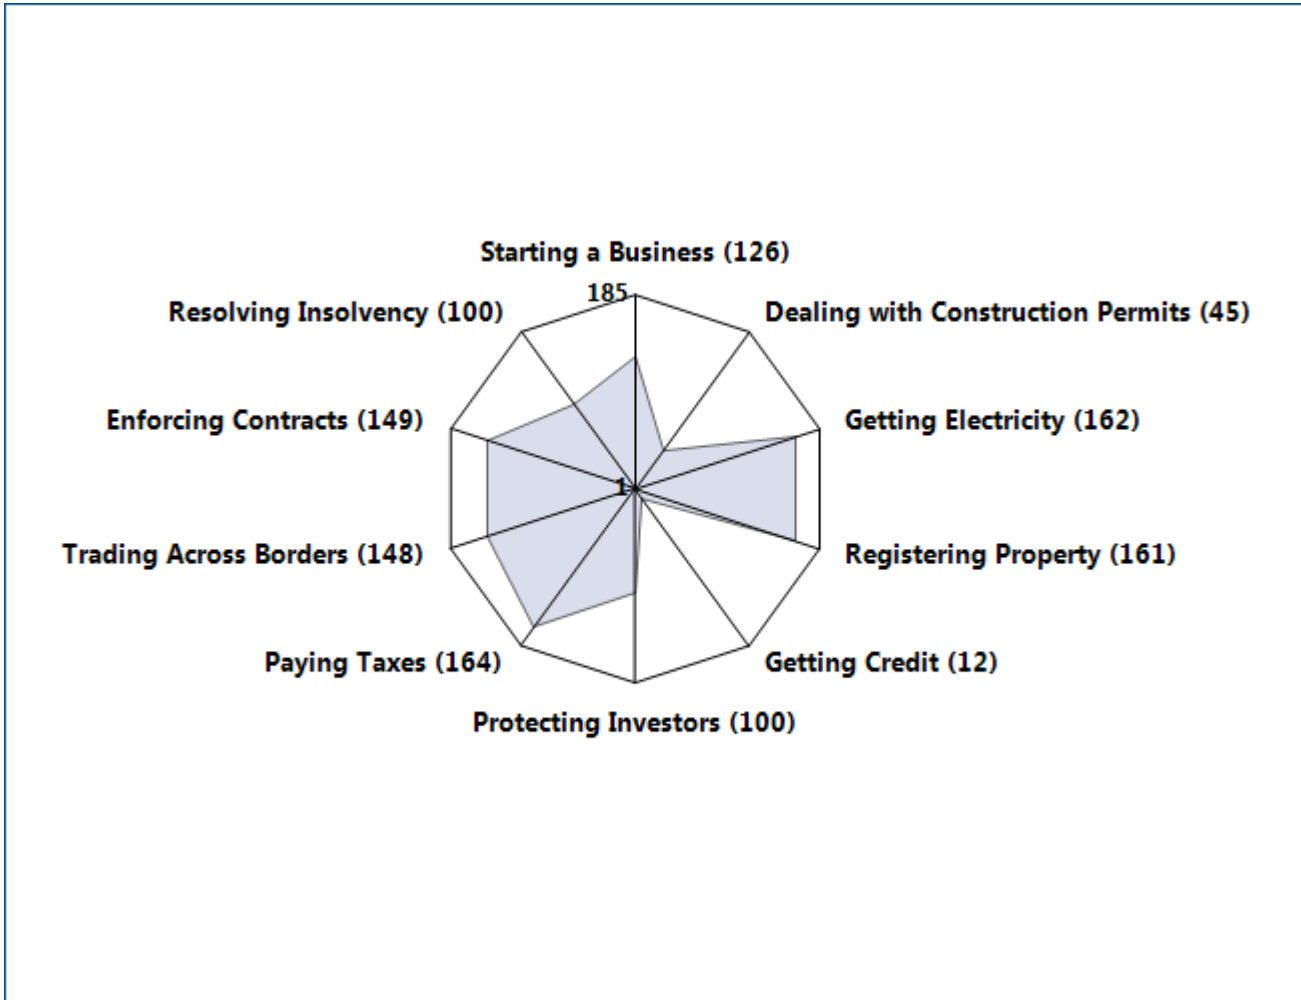 Starting a Business (126)
185
Resolving Insolvency (100)
Dealing with Construction Permits (45)
Enforcing Contracts (149)
Getting Electricity (162)
1
Trading Across Borders (148)
Registering Property (161)
Paying Taxes (164)
Getting Credit (12)
Protecting Investors (100)